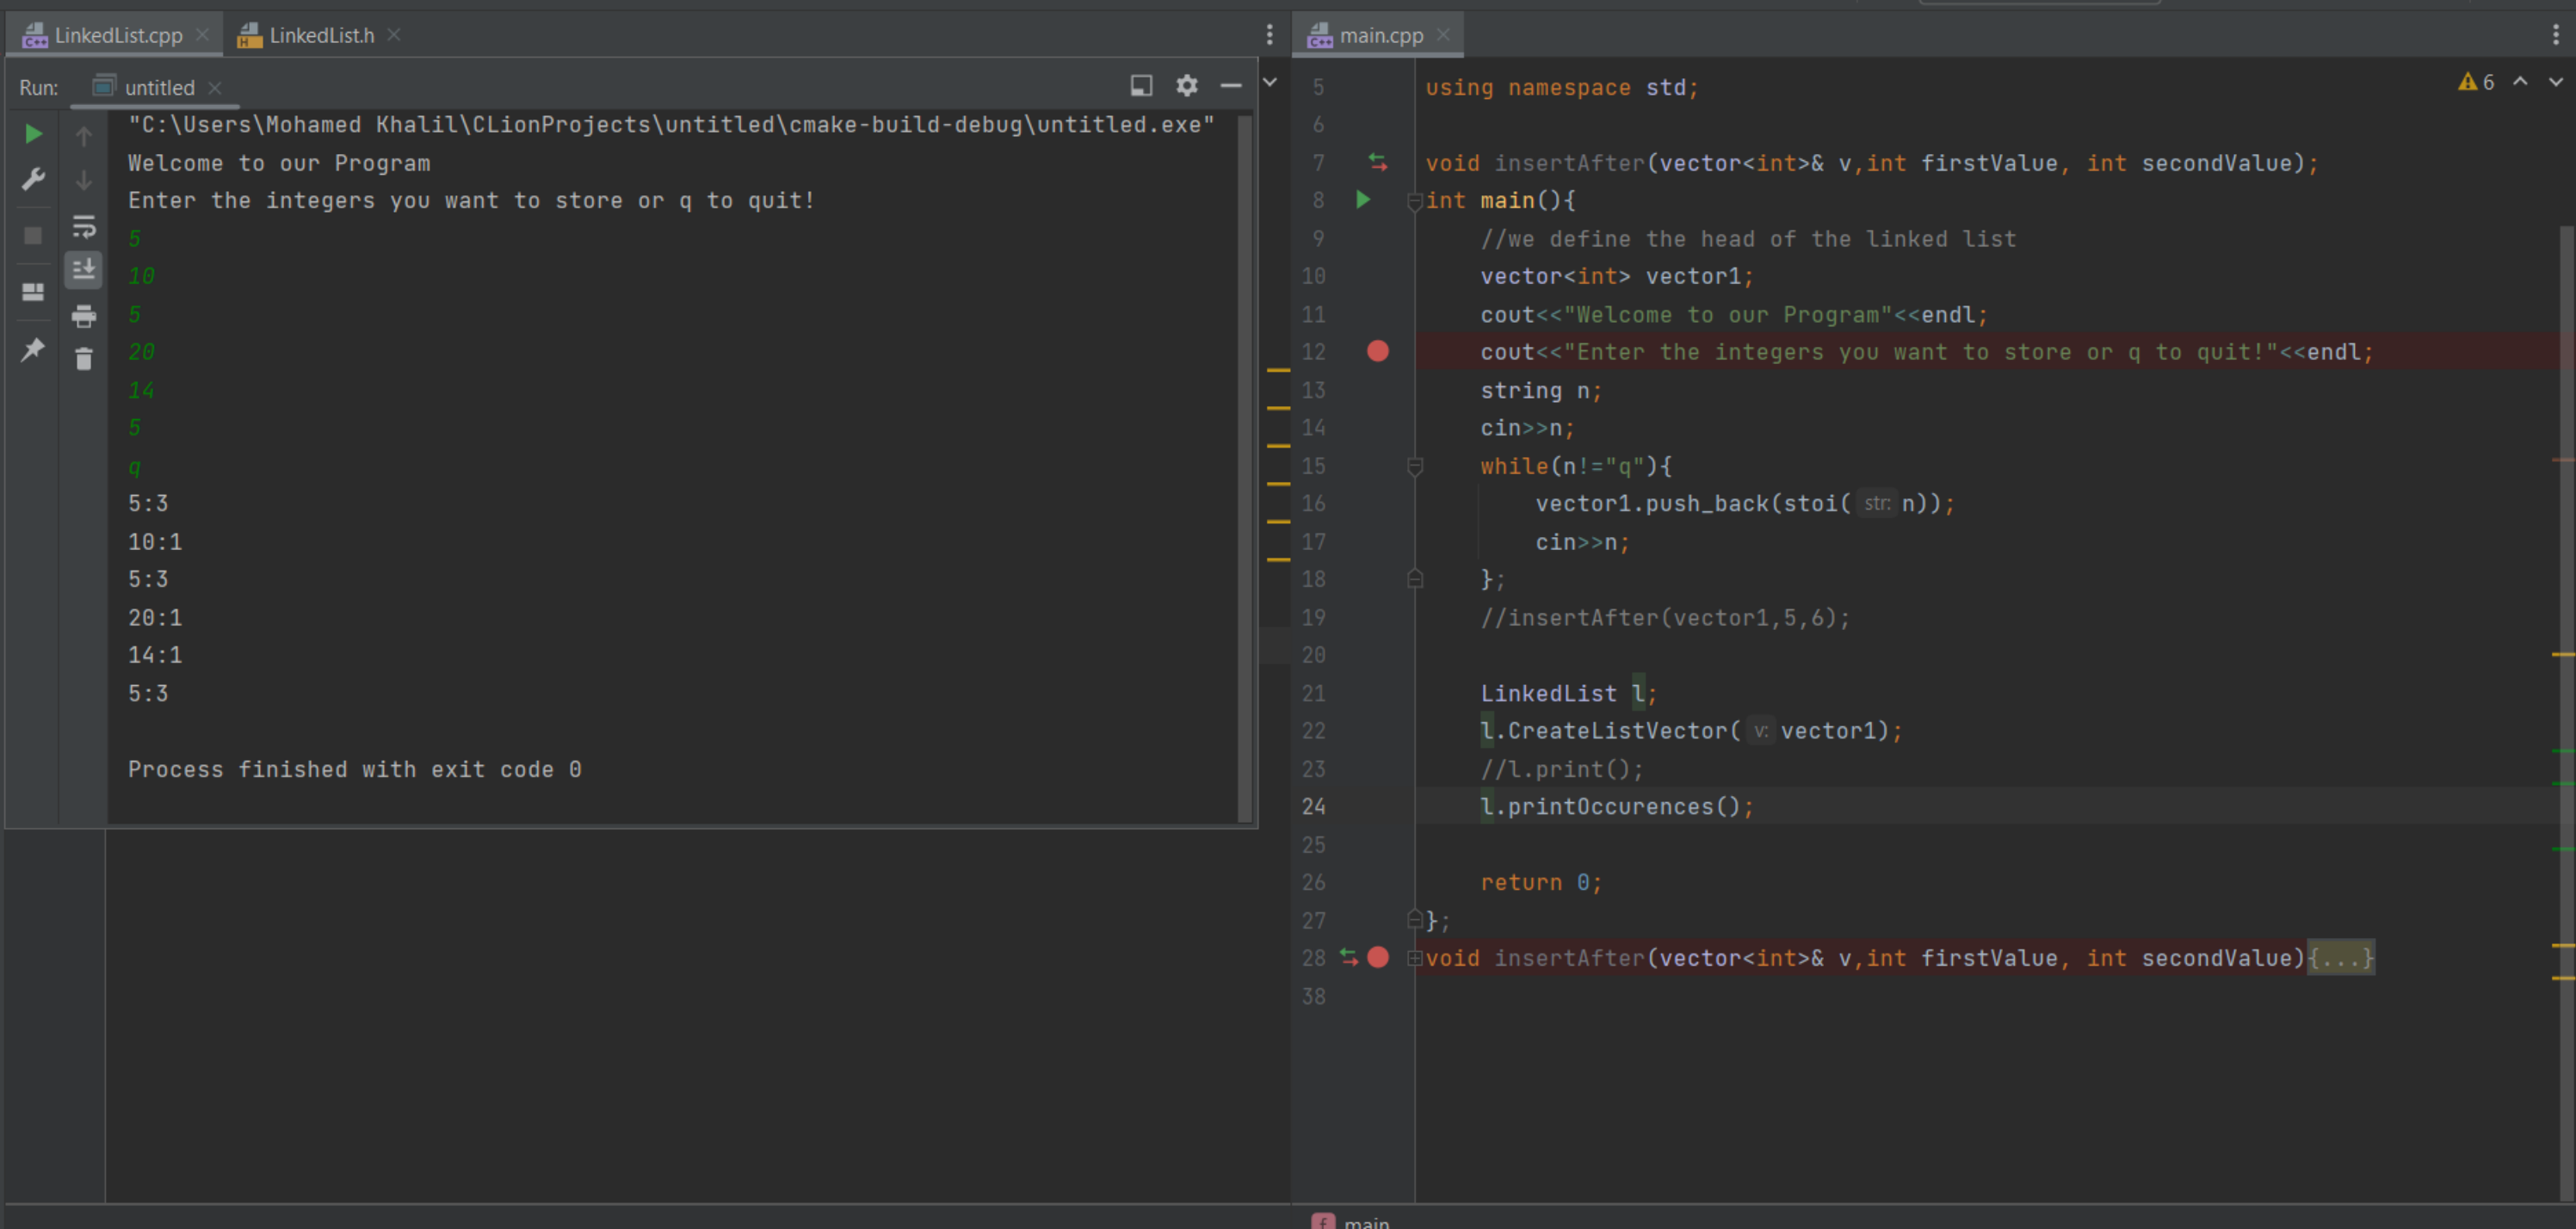 LinkedList.cpp
LinkedList.h
Run:
untitled
"C:\Users\Mohamed Khalil\CLionProjects\untitled\cmake-build-debug\untitled.exe"
Welcome to our Program
Enter the integers you want to store or q to quit!
5
10
5
20
14
5
q
5:3
10:1
5:3
20:1
14:1
5:3
Process finished with exit code 0
main.cpp
6
5 using namespace std;
6
7 void insertAfter(vector<int>& v,int firstValue, int secondValue);
8 int main(){
9 //we define the head of the linked list
10 vector<int> vector1;
11 cout<<"Welcome to our Program"<<endl;
12 cout<<"Enter the integers you want to store or q to quit!"<<endl;
13 string n;
14 cin>>n;
15 while(n!="q"){
16 vector1.push_back(stoi( str: n));
17 cin>>n;
18 };
19 //insertAfter(vector1,5,6);
20
21 LinkedList l;
22 l.CreateListVector( v: vector1);
23 //l.print();
24 l.printOccurences();
25
26 return 0;
27 };
28 void insertAfter(vector<int>& v,int firstValue, int secondValue){...}
38
f main